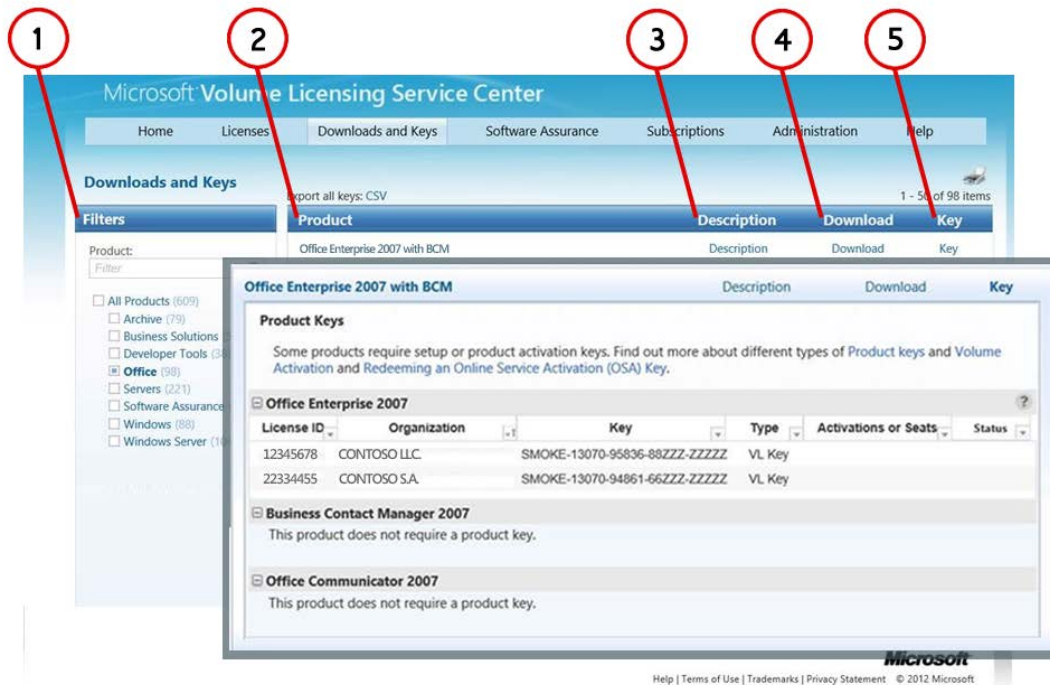 1 2 3 4 5
Microsoft Volume Licensing Service Center
Home Licenses Downloads and Keys Software Assurance Subscriptions Administration Help
Downloads and Keys
Export all keys: CSV 1 - 50 of 98 items
Filters Product Description Download Key
Product: Office Enterprise 2007 with BCM Description Download Key
Filter
All Products (609)
Archive (79)
Business Solutions
Developer Tools
Office (98)
Servers (221)
Software Assurance
Windows (88)
Windows Server
Office Enterprise 2007 with BCM Description Download Key
Product Keys
Some products require setup or product activation keys. Find out more about different types of Product keys and Volume
Activation and Redeeming an Online Service Activation (OSA) Key.
Office Enterprise 2007 ?
License ID Organization Key Type Activations or Seats Status
12345678 CONTOSO LLC. SMOKE-13070-95836-88ZZZ-ZZZZZ VL Key
22334455 CONTOSO S.A. SMOKE-13070-94861-66ZZZ-ZZZZZ VL Key
Business Contact Manager 2007
This product does not require a product key.
Office Communicator 2007
This product does not require a product key.
Microsoft
Help | Terms of Use | Trademarks | Privacy Statement © 2012 Microsoft